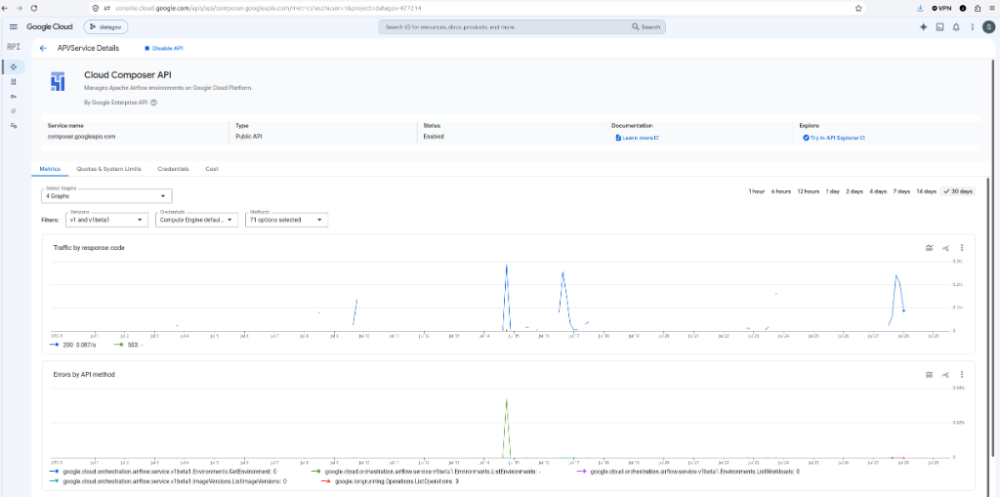 console.cloud.google.com/apis/api/composer.googleapis.com/metrics?authuser=1&project=datagov-477214
VPN
Google Cloud
datagov
Search (/) for resources, docs, products, and more
Search
S
API
API/Service Details
Disable API
Cloud Composer API
Manages Apache Airflow environments on Google Cloud Platform.
By Google Enterprise API
Service name
composer.googleapis.com
Type
Public API
Status
Enabled
Documentation
Learn more
Explore
Try in API Explorer
Metrics Quotas & System Limits Credentials Cost
Select Graphs
4 Graphs
1 hour 6 hours 12 hours 1 day 2 days 4 days 7 days 14 days 30 days
Filters:
Versions
v1 and v1beta1
Credentials
Compute Engine defaul...
Methods
71 options selected
Traffic by response code
0.3/s
0.2/s
0.1/s
0
UTC-5 Jul 1 Jul 2 Jul 3 Jul 4 Jul 5 Jul 6 Jul 7 Jul 8 Jul 9 Jul 10 Jul 11 Jul 12 Jul 13 Jul 14 Jul 15 Jul 16 Jul 17 Jul 18 Jul 19 Jul 20 Jul 21 Jul 22 Jul 23 Jul 24 Jul 25 Jul 26 Jul 27 Jul 28 Jul 29
200: 0.087/s 503: -
Errors by API method
0.04%
0.02%
0
UTC-5 Jul 1 Jul 2 Jul 3 Jul 4 Jul 5 Jul 6 Jul 7 Jul 8 Jul 9 Jul 10 Jul 11 Jul 12 Jul 13 Jul 14 Jul 15 Jul 16 Jul 17 Jul 18 Jul 19 Jul 20 Jul 21 Jul 22 Jul 23 Jul 24 Jul 25 Jul 26 Jul 27 Jul 28 Jul 29
google.cloud.orchestration.airflow.service.v1beta1.Environments.GetEnvironment: 0 google.cloud.orchestration.airflow.service.v1beta1.Environments.ListEnvironments: - google.cloud.orchestration.airflow.service.v1beta1.Environments.ListWorkloads: 0
google.cloud.orchestration.airflow.service.v1beta1.ImageVersions.ListImageVersions: 0 google.longrunning.Operations.ListOperations: 0